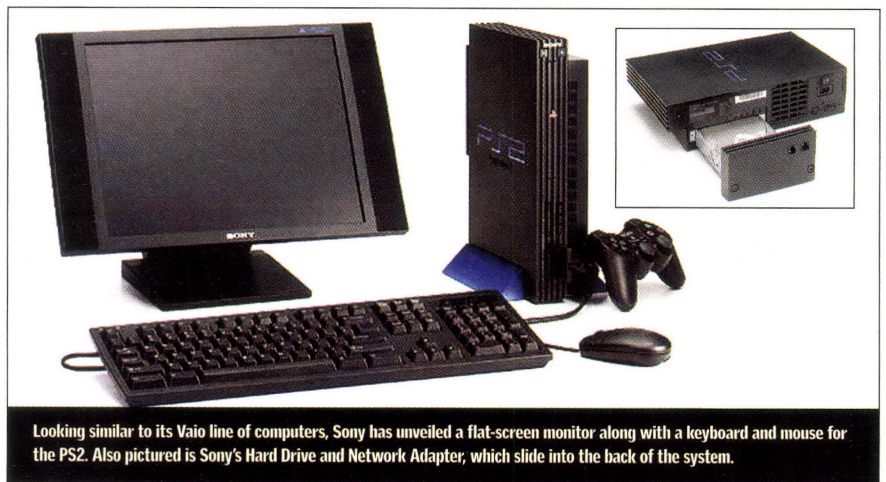 SONY
PS2
PS2
Looking similar to its Vaio line of computers, Sony has unveiled a flat-screen monitor along with a keyboard and mouse for
the PS2. Also pictured is Sony's Hard Drive and Network Adapter, which slide into the back of the system.